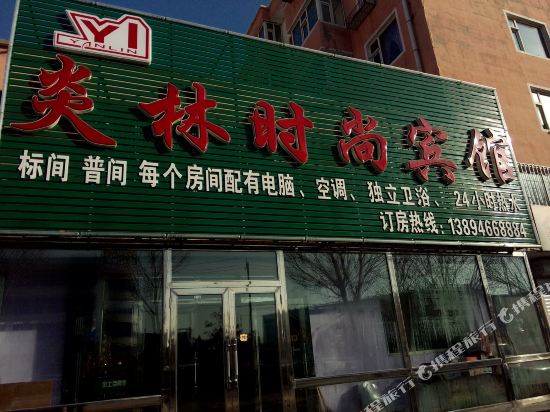 YI
YANLIN
炎林时尚宾馆
标间 普间 每个房间配有电脑、空调、独立卫浴、24小时热水
订房热线：13894668884
携程旅行